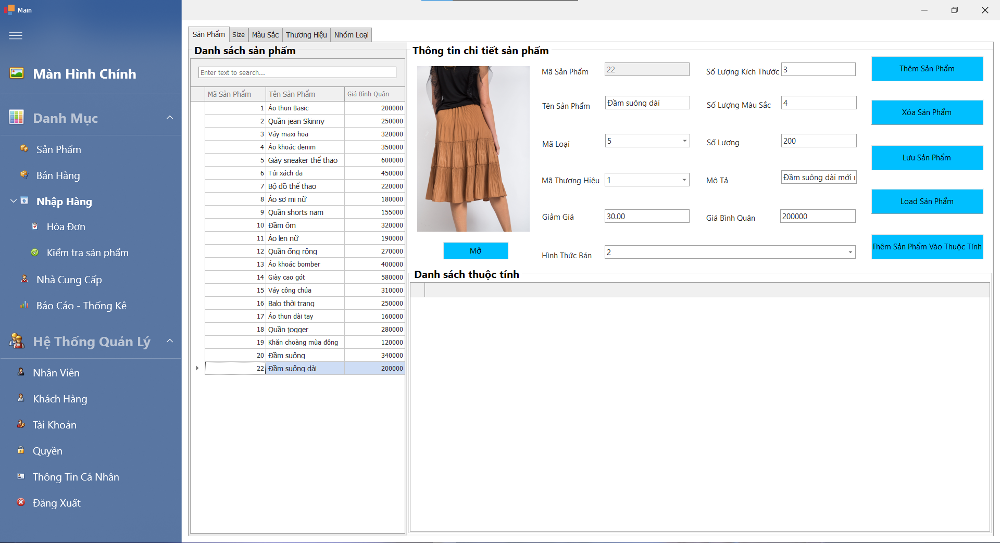 Main
Màn Hình Chính
Danh Mục
Sản Phẩm
Bán Hàng
Nhập Hàng
Hóa Đơn
Kiểm tra sản phẩm
Nhà Cung Cấp
Báo Cáo - Thống Kê
Hệ Thống Quản Lý
Nhân Viên
Khách Hàng
Tài Khoản
Quyền
Thông Tin Cá Nhân
Đăng Xuất
Sản Phẩm Size Màu Sắc Thương Hiệu Nhóm Loại
Danh sách sản phẩm
Enter text to search...
Mã Sản Phẩm Tên Sản Phẩm Giá Bình Quân
1 Áo thun Basic 200000
2 Quần jean Skinny 250000
3 Váy maxi hoa 320000
4 Áo khoác denim 350000
5 Giày sneaker thể thao 600000
6 Túi xách da 450000
7 Bộ đồ thể thao 220000
8 Áo sơ mi nữ 180000
9 Quần shorts nam 155000
10 Đầm ôm 320000
11 Áo len nữ 190000
12 Quần ống rộng 270000
13 Áo khoác bomber 400000
14 Giày cao gót 580000
15 Váy công chúa 310000
16 Balo thời trang 250000
17 Áo thun dài tay 160000
18 Quần jogger 280000
19 Khăn choàng mùa đông 120000
20 Đầm suông 340000
22 Đầm suông dài 200000
Thông tin chi tiết sản phẩm
Mở
Mã Sản Phẩm 22
Số Lượng Kích Thước 3
Tên Sản Phẩm Đầm suông dài
Số Lượng Màu Sắc 4
Mã Loại 5
Số Lượng 200
Mã Thương Hiệu 1
Mô Tả Đầm suông dài mới
Giảm Giá 30.00
Giá Bình Quân 200000
Hình Thức Bán 2
Thêm Sản Phẩm
Xóa Sản Phẩm
Lưu Sản Phẩm
Load Sản Phẩm
Thêm Sản Phẩm Vào Thuộc Tính
Danh sách thuộc tính